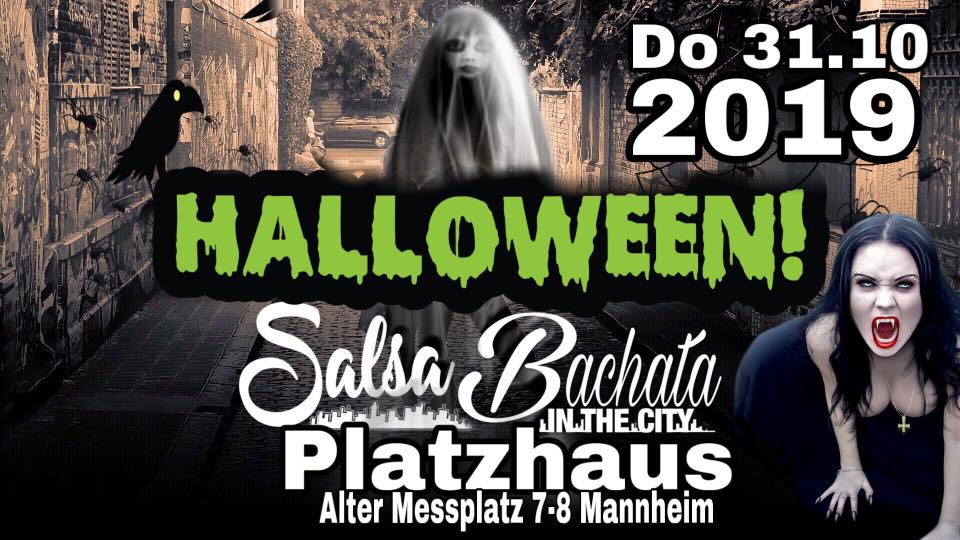 Do 31.10
2019
HALLOWEEN!
Salsa Bachata
IN THE CITY
Platzhaus
Alter Messplatz 7-8 Mannheim